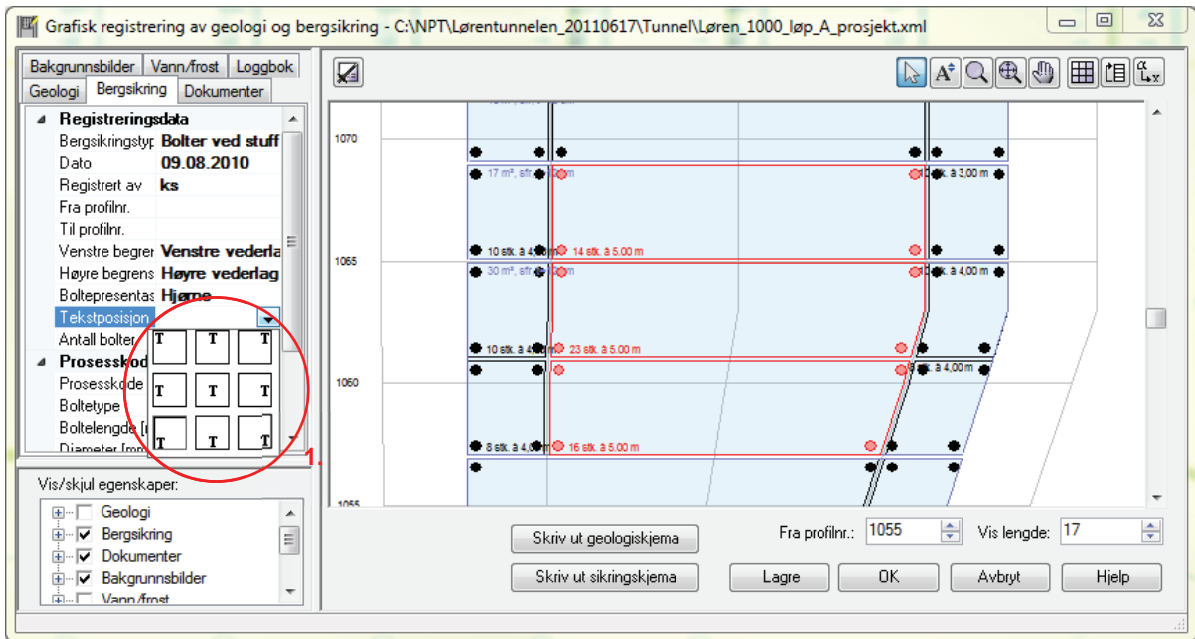 Grafisk registrering av geologi og bergsikring - C:\NPT\Lørentunnelen_20110617\Tunnel\Løren_1000_løp_A_prosjekt.xml
Bakgrunnsbilder Vann/frost Loggbok
Geologi Bergsikring Dokumenter
Registreringsdata
Bergsikringstyp Bolter ved stuff
Dato 09.08.2010
Registrert av ks
Fra profilnr.
Til profilnr.
Venstre begrer Venstre vederla
Høyre begrens Høyre vederlag
Boltepresentas Hjørne
Tekstposisjon
Antall bolter
T T T
Prosesskod
Prosesskode
T T T
Boltetype
Boltelengde [
T T T
Diameter [mm
1.
Vis/skjul egenskaper:
Geologi
Bergsikring
Dokumenter
Bakgrunnsbilder
Vann/frost
A α x
1070
17 m², sfr m stk. à 3,00 m
1065
10 stk. à 4, m 14 stk. à 5.00 m
30 m², sfr m stk. à 4,00 m
10 stk. à 4, m 23 stk. à 5.00 m
1060
stk. à 4,00m
8 stk. à 4, m 16 stk. à 5.00 m
1055
Skriv ut geologiskjema Fra profilnr.: 1055 Vis lengde: 17
Skriv ut sikringskjema Lagre OK Avbryt Hjelp